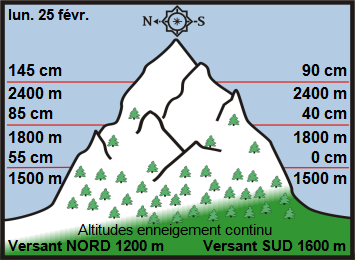 lun. 25 févr.
N S
145 cm 90 cm
2400 m 2400 m
85 cm 40 cm
1800 m 1800 m
55 cm 0 cm
1500 m 1500 m
Altitudes enneigement continu
Versant NORD 1200 m Versant SUD 1600 m